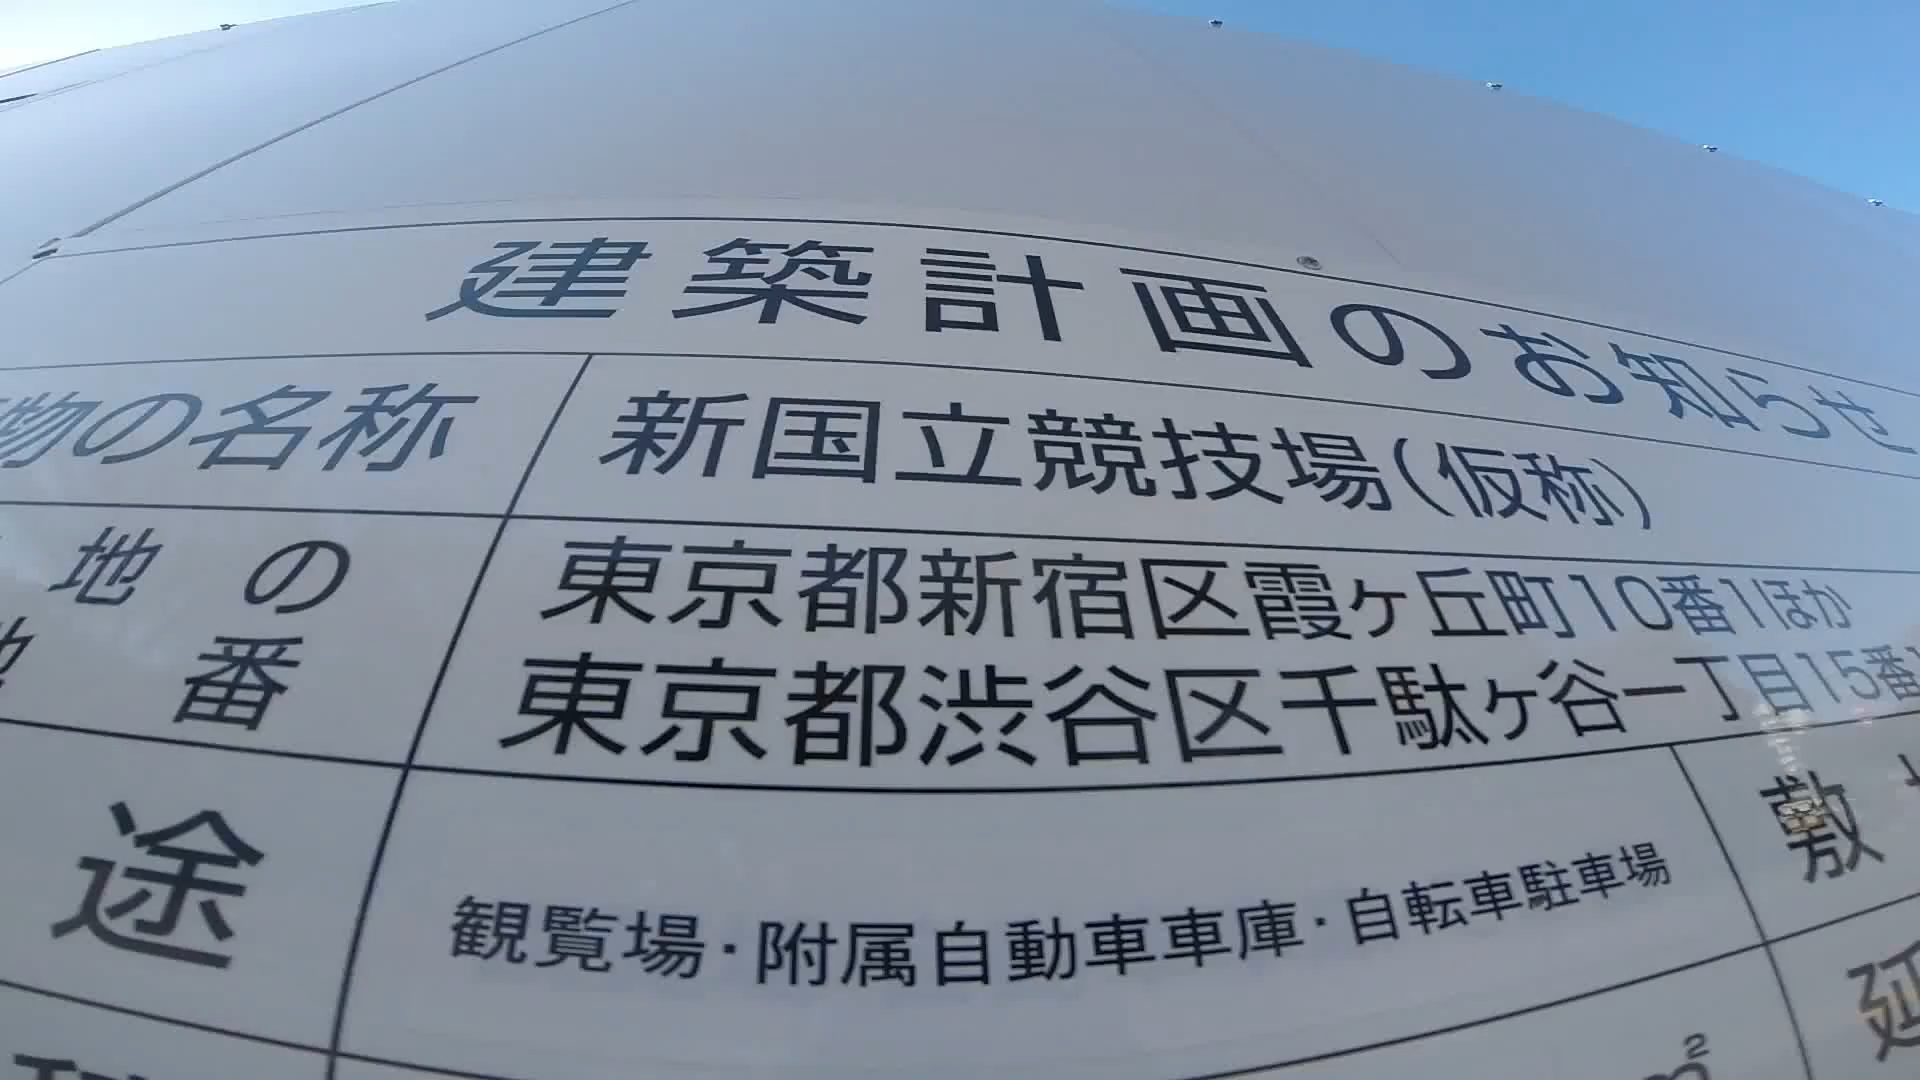 建築計画のお知らせ
物の名称
新国立競技場(仮称)
地の
東京都新宿区霞ヶ丘町10番1ほか
番
東京都渋谷区千駄ヶ谷一丁目15番
途
観覧場・附属自動車車庫・自転車駐車場
敷
延
m²